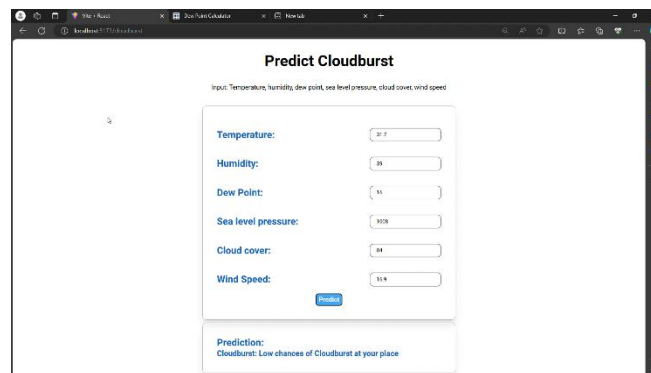 Vite + React
Dew Point Calculator
New tab
Predict Cloudburst
Input: Temperature, humidity, dew point, sea level pressure, cloud cover, wind speed
Temperature:
Humidity:
Dew Point:
Sea level pressure:
Cloud cover:
Wind Speed:
Predict
Prediction:
Cloudburst: Low chances of Cloudburst at your place